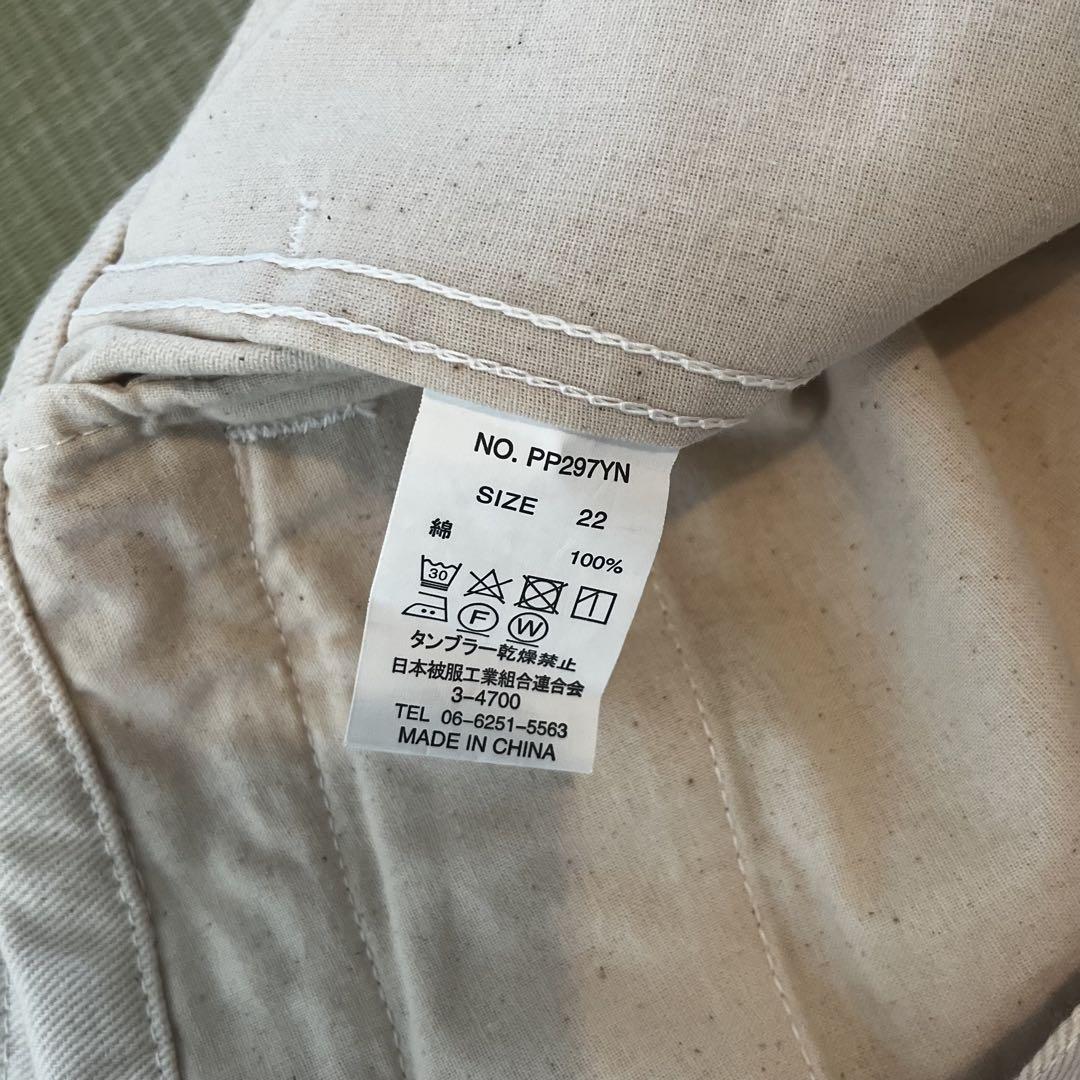 NO. PP297YN
SIZE 22
綿 100%
30
F W
タンブラー乾燥禁止
日本被服工業組合連合会
3-4700
TEL 06-6251-5563
MADE IN CHINA